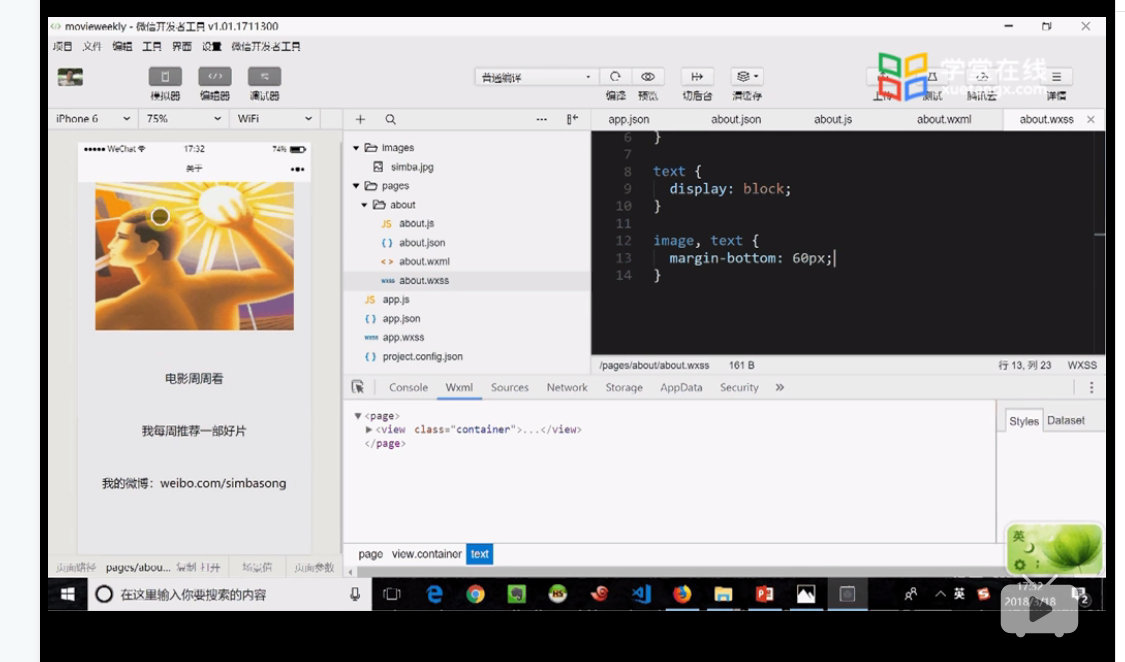 movieweekly - 微信开发者工具 v1.01.1711300
项目 文件 编辑 工具 界面 设置 微信开发者工具
模拟器 编辑器 调试器
普通编译
编译 预览 切后台 清缓存
上传 测试 腾讯云 详情
学堂在线
xuetangx.com
iPhone 6 75% WiFi
app.json about.json about.js about.wxml about.wxss
WeChat 17:32 74%
关于
电影周周看
我每周推荐一部好片
我的微博：weibo.com/simbasong
images
simba.jpg
pages
about
JS about.js
{ } about.json
< > about.wxml
wxss about.wxss
JS app.js
{ } app.json
wxss app.wxss
{ } project.config.json
6 }
7
8 text {
9 display: block;
10 }
11
12 image, text {
13 margin-bottom: 60px;
14 }
/pages/about/about.wxss 161 B 行 13, 列 23 WXSS
Console Wxml Sources Network Storage AppData Security »
<page>
<view class="container">...</view>
</page>
Styles Dataset
page view.container text
页面路径 pages/abou... 复制 打开 场景值 页面参数
英
在这里输入你要搜索的内容
英
17:32
2018/3/18
2